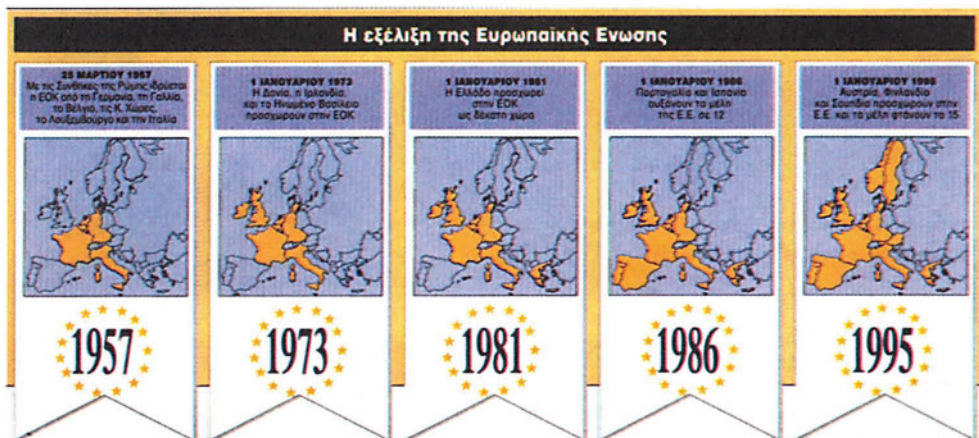 Η εξέλιξη της Ευρωπαϊκής Ενωσης
25 ΜΑΡΤΙΟΥ 1957
Με τις Συνθήκες της Ρώμης ιδρύεται
η ΕΟΚ από τη Γερμανία, τη Γαλλία,
το Βέλγιο, τις Κ. Χώρες,
το Λουξεμβούργο και την Ιταλία
1957
1 ΙΑΝΟΥΑΡΙΟΥ 1973
Η Δανία, η Ιρλανδία,
και το Ηνωμένο Βασίλειο
προσχωρούν στην ΕΟΚ
1973
1 ΙΑΝΟΥΑΡΙΟΥ 1981
Η Ελλάδα προσχωρεί
στην ΕΟΚ
ως δέκατη χώρα
1981
1 ΙΑΝΟΥΑΡΙΟΥ 1986
Πορτογαλία και Ισπανία
αυξάνουν τα μέλη
της Ε.Ε. σε 12
1986
1 ΙΑΝΟΥΑΡΙΟΥ 1995
Αυστρία, Φινλανδία
και Σουηδία προσχωρούν στην
Ε.Ε. και τα μέλη φτάνουν τα 15
1995